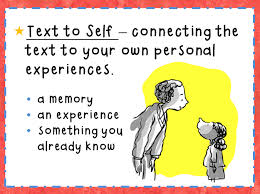 Text to Self – connecting the
text to your own personal
experiences.
• a memory
• an experience
• Something you
already know